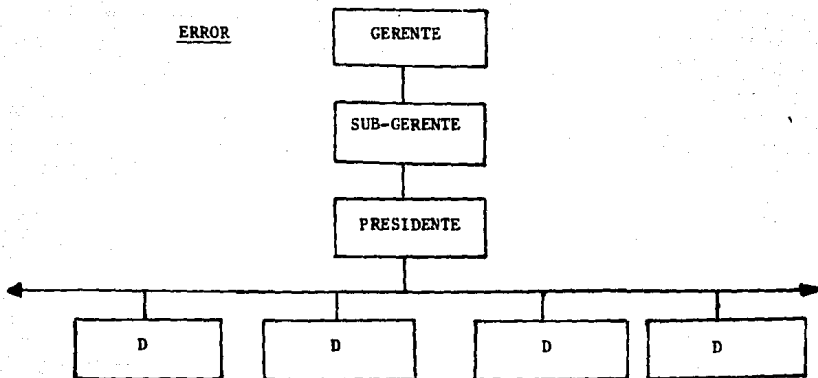 ERROR
GERENTE
SUB-GERENTE
PRESIDENTE
D
D
D
D